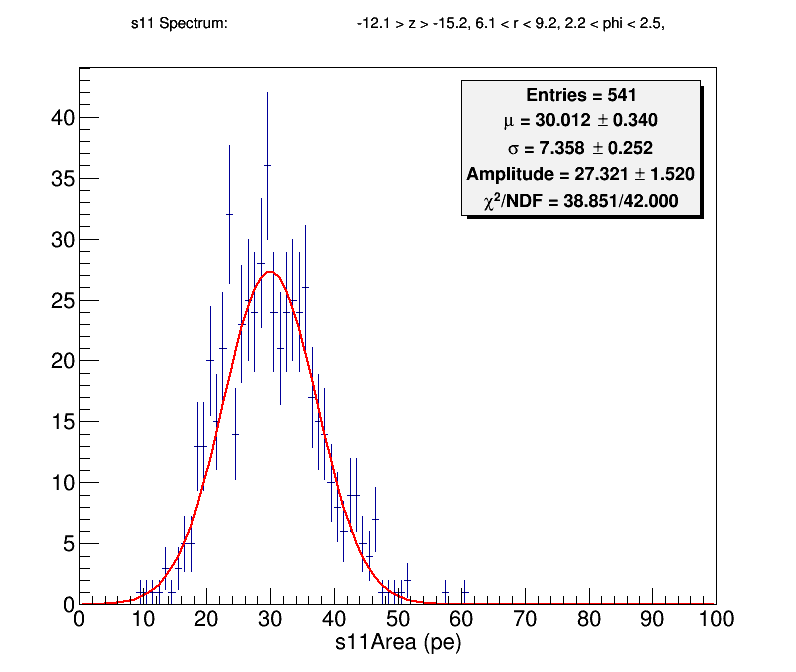 s11 Spectrum: -12.1 > z > -15.2, 6.1 < r < 9.2, 2.2 < phi < 2.5,
Entries = 541
μ = 30.012 ± 0.340
σ = 7.358 ± 0.252
Amplitude = 27.321 ± 1.520
χ²/NDF = 38.851/42.000
40
35
30
25
20
15
10
5
0
0 10 20 30 40 50 60 70 80 90 100
s11Area (pe)